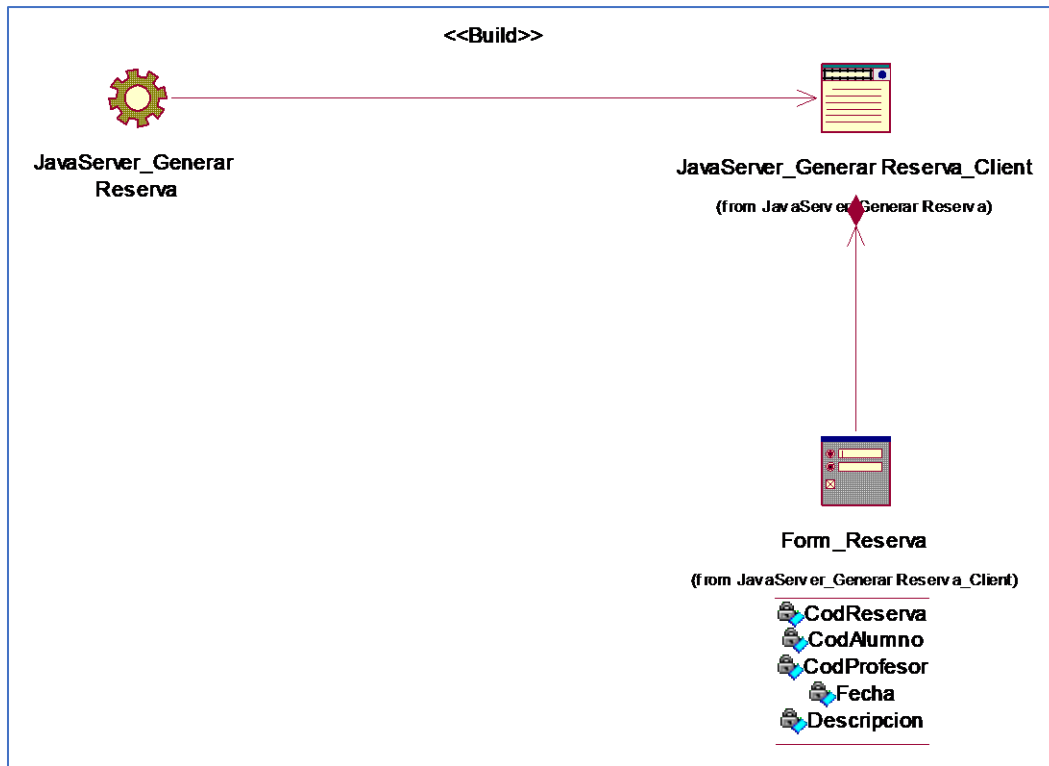 <<Build>>
JavaServer_Generar
Reserva
JavaServer_Generar Reserva_Client
(from JavaServer_Generar Reserva)
Form_Reserva
(from JavaServer_Generar Reserva_Client)
CodReserva
CodAlumno
CodProfesor
Fecha
Descripcion